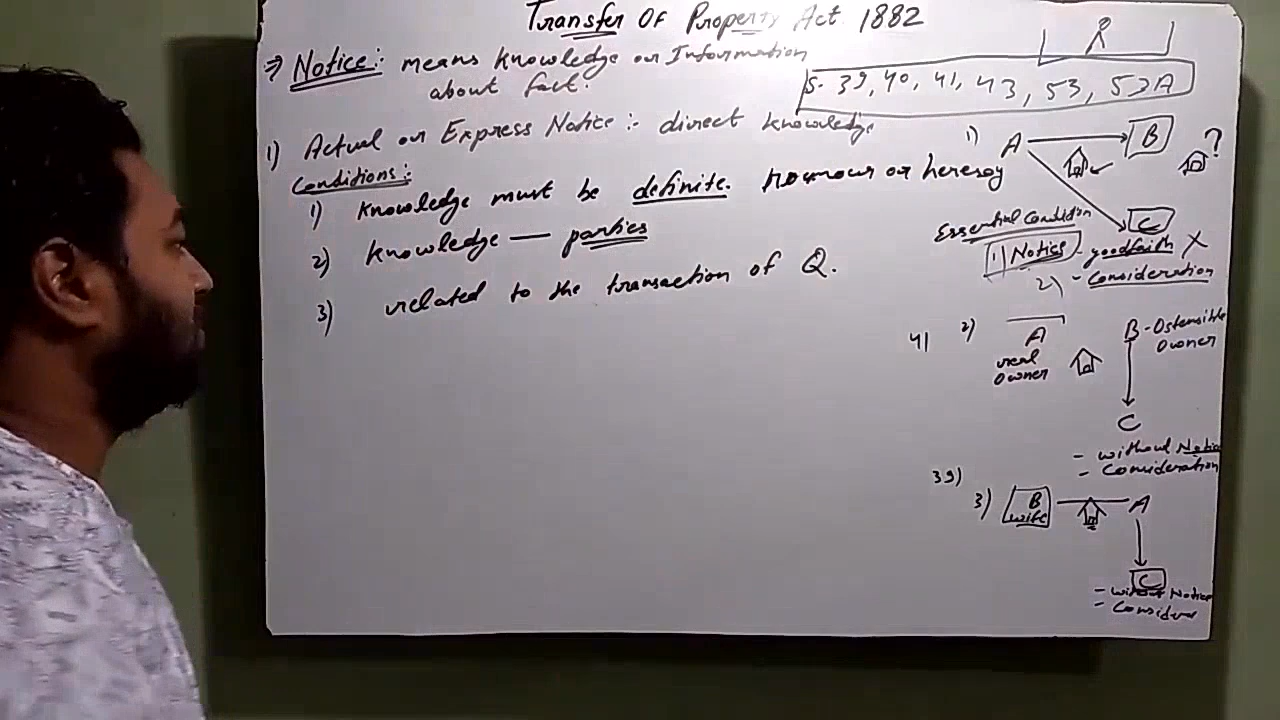 Transfer Of Property Act 1882
⇒ Notice:- means knowledge or Information
about fact.
S. 39, 40, 41, 43, 53, 53A
1) Actual or Express Notice :- direct knowledge
Conditions:-
1) knowledge must be definite. rumour or heresay
2) knowledge — parties
3) related to the transaction of Q.
1) A B
?
C
Essential Condition
1) Notice - goodfaith X
2) - Consideration
41 2) A B - Ostensible
real Owner
Owner
C
- without Notice
- Consideration
39)
3) B A
wife
C
- without Notice
- Consider